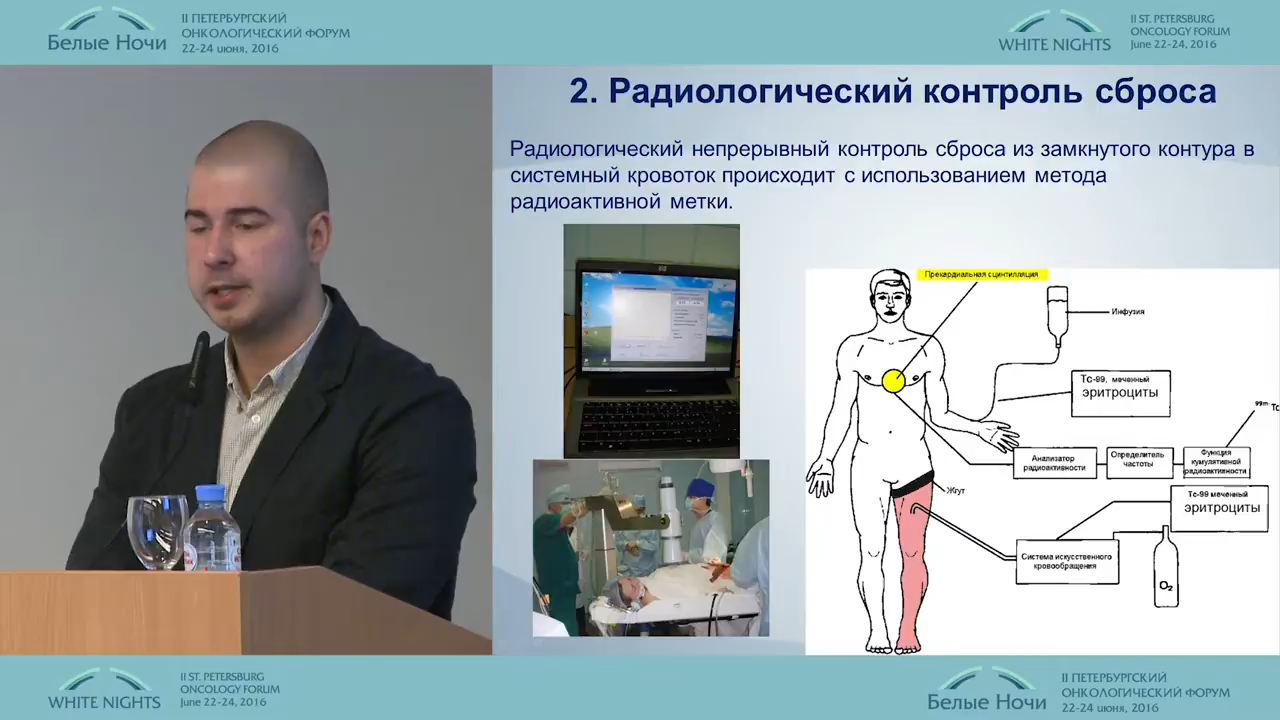 II ПЕТЕРБУРГСКИЙ
ОНКОЛОГИЧЕСКИЙ ФОРУМ
Белые Ночи
22-24 июня, 2016
II ST. PETERSBURG
ONCOLOGY FORUM
WHITE NIGHTS
June 22-24, 2016
2. Радиологический контроль сброса
Радиологический непрерывный контроль сброса из замкнутого контура в
системный кровоток происходит с использованием метода
радиоактивной метки.
Прекардиальная сцинтилляция
Инфузия
Тс-99, меченный
эритроциты
99m-Tc
Анализатор
радиоактивности
Определитель
частоты
Функция
кумулятивной
радиоактивности
Жгут
Тс-99 меченный
эритроциты
Система искусственного
кровообращения
O2
II ST. PETERSBURG
ONCOLOGY FORUM
WHITE NIGHTS
June 22-24, 2016
II ПЕТЕРБУРГСКИЙ
ОНКОЛОГИЧЕСКИЙ ФОРУМ
Белые Ночи
22-24 июня, 2016